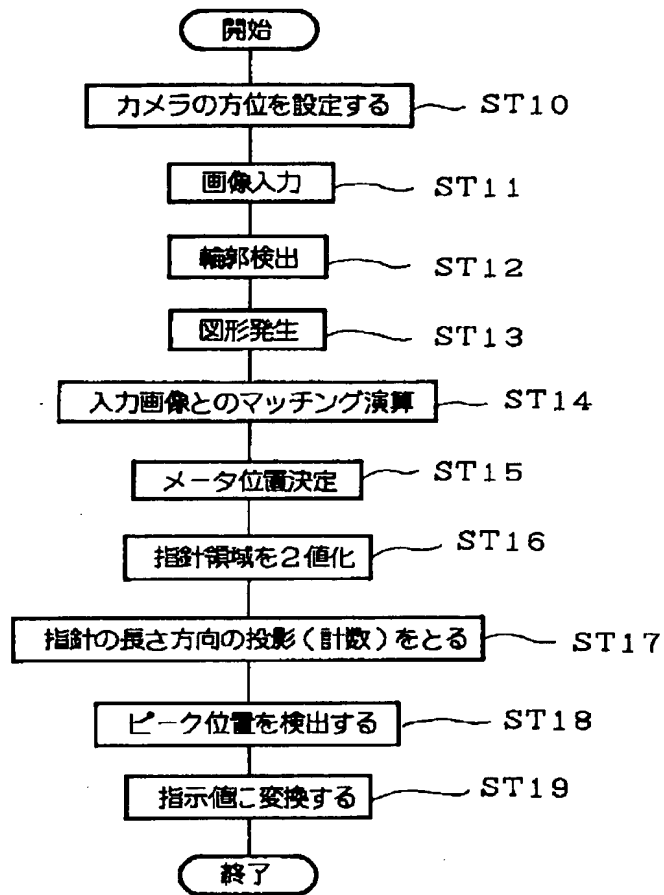 開始
カメラの方位を設定する ST10
画像入力 ST11
輪郭検出 ST12
図形発生 ST13
入力画像とのマッチング演算 ST14
メータ位置決定 ST15
指針領域を2値化 ST16
指針の長さ方向の投影(計数)をとる ST17
ピーク位置を検出する ST18
指示値に変換する ST19
終了